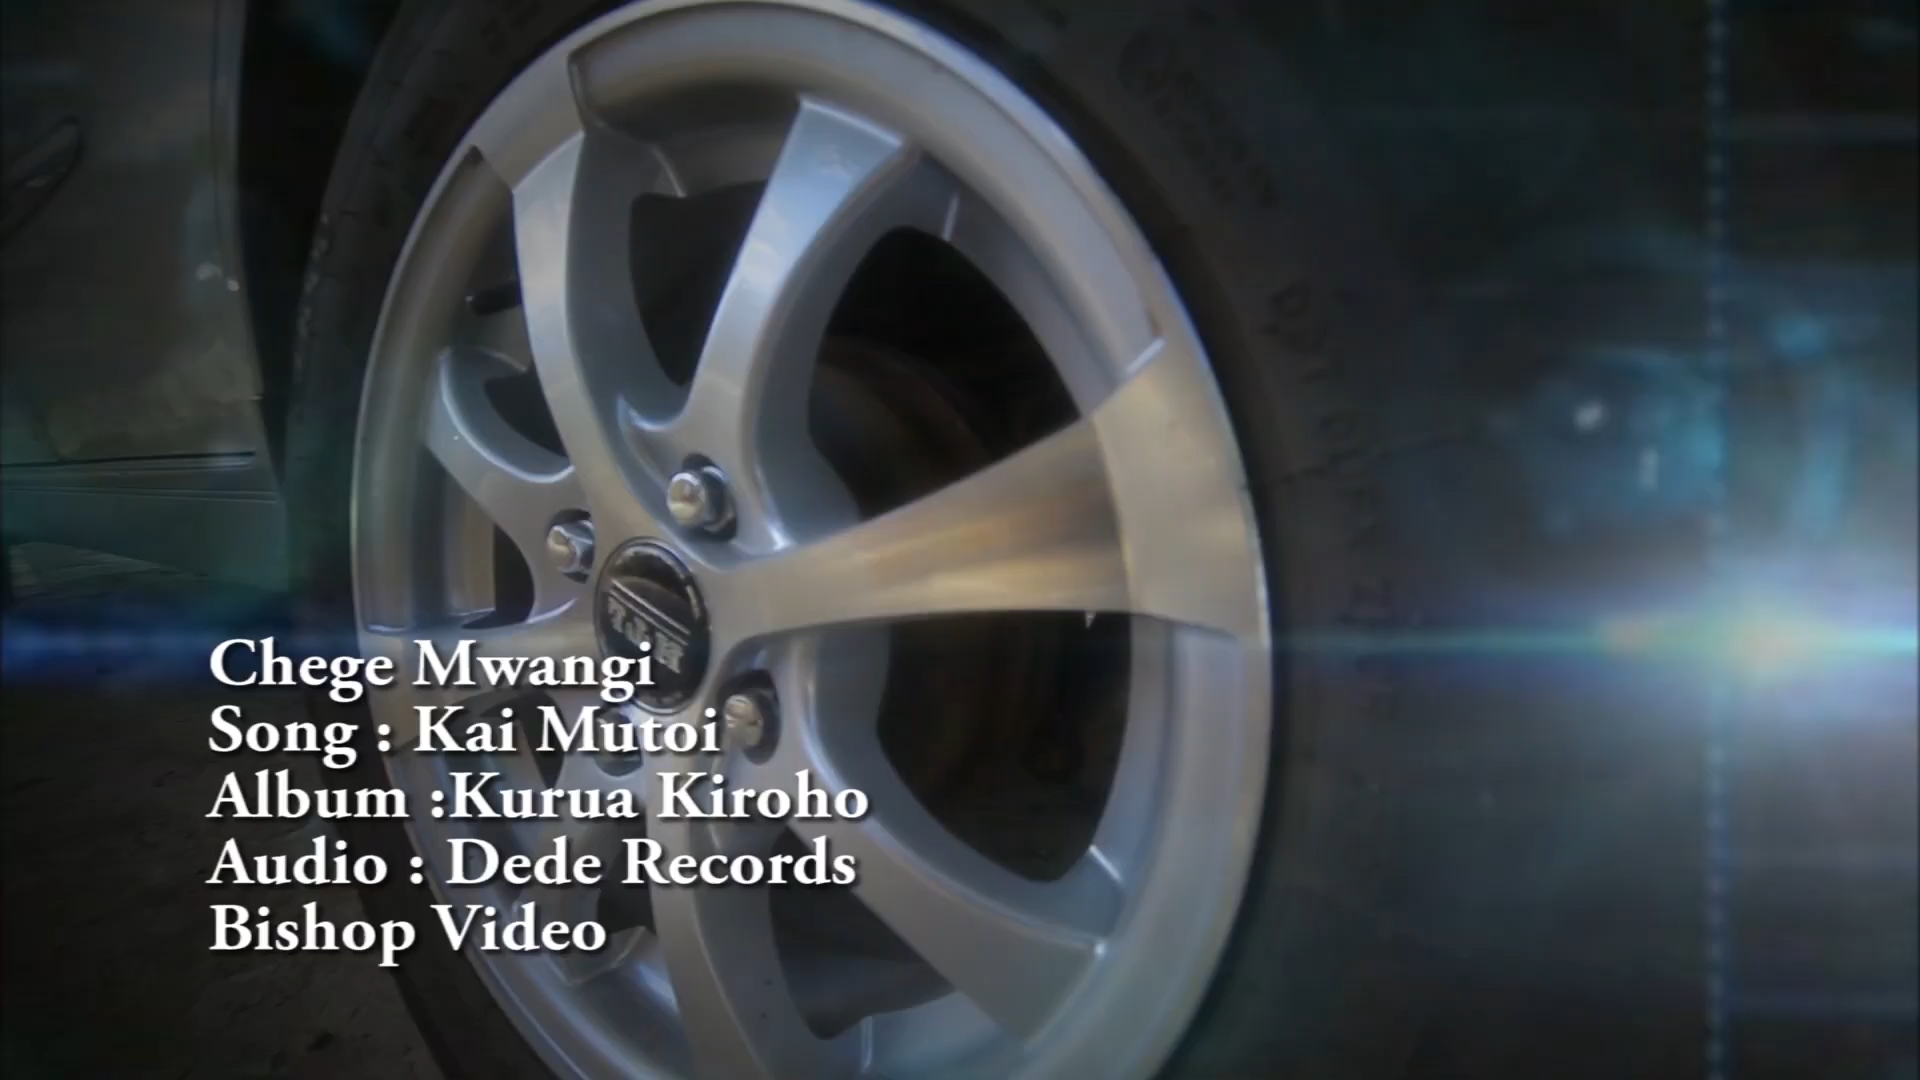 Chege Mwangi
Song : Kai Mutoi
Album :Kurua Kiroho
Audio : Dede Records
Bishop Video